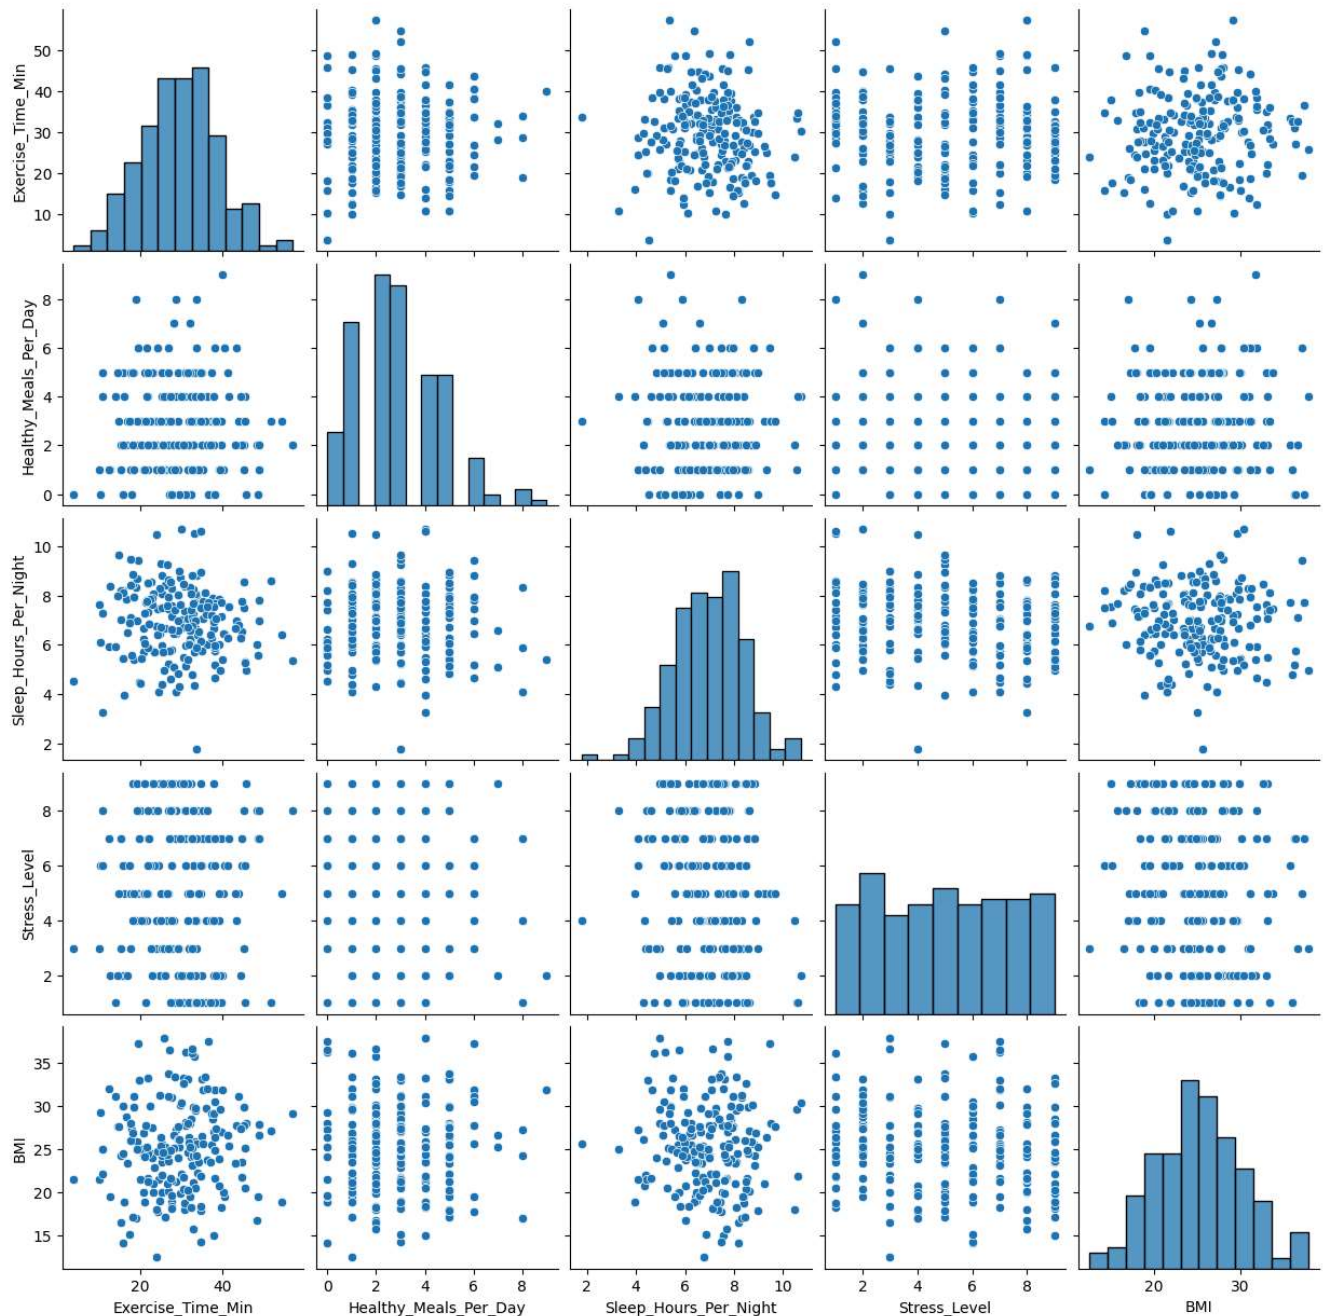 Exercise_Time_Min
50
40
30
20
10
Healthy_Meals_Per_Day
8
6
4
2
0
Sleep_Hours_Per_Night
10
8
6
4
2
Stress_Level
8
6
4
2
BMI
35
30
25
20
15
20 40
0 2 4 6 8
2 4 6 8 10
2 4 6 8
20 30
Exercise_Time_Min
Healthy_Meals_Per_Day
Sleep_Hours_Per_Night
Stress_Level
BMI